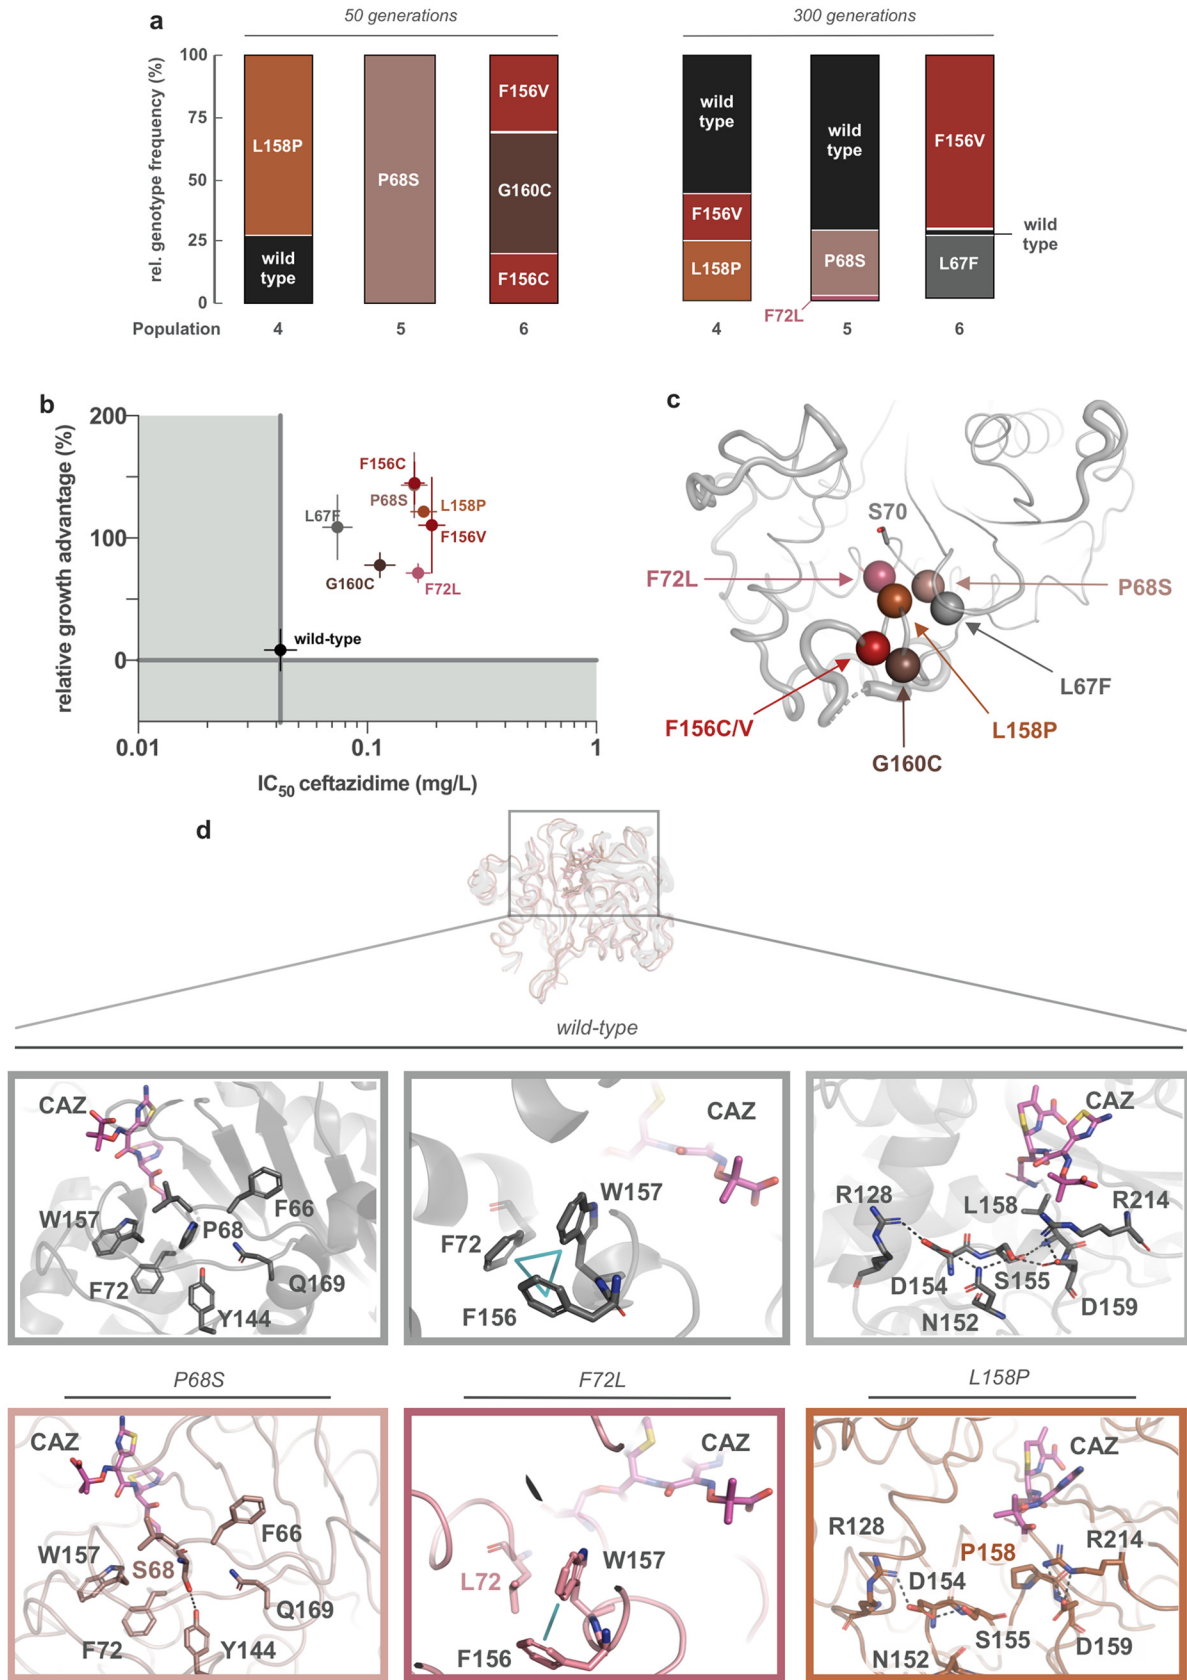 a
50 generations
300 generations
rel. genotype frequency (%)
100
75
50
25
0
L158P
wild
type
P68S
F156V
G160C
F156C
wild
type
F156V
L158P
wild
type
P68S
F72L
F156V
wild
type
L67F
Population
4
5
6
4
5
6
b
relative growth advantage (%)
200
100
0
F156C
P68S
L158P
L67F
F156V
G160C
F72L
wild-type
0.01
0.1
1
IC50 ceftazidime (mg/L)
c
S70
F72L
P68S
L67F
F156C/V
L158P
G160C
d
wild-type
CAZ
F66
W157
P68
F72
Q169
Y144
CAZ
W157
F72
F156
CAZ
R128
L158
R214
D154
S155
D159
N152
P68S
F72L
L158P
CAZ
F66
W157
S68
Q169
F72
Y144
CAZ
W157
L72
F156
CAZ
R128
P158
R214
D154
S155
D159
N152